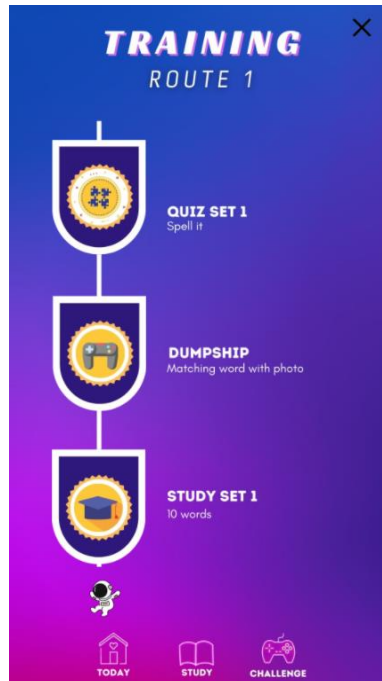 TRAINING
ROUTE 1
QUIZ SET 1
Spell it
DUMPSHIP
Matching word with photo
STUDY SET 1
10 words
TODAY
STUDY
CHALLENGE